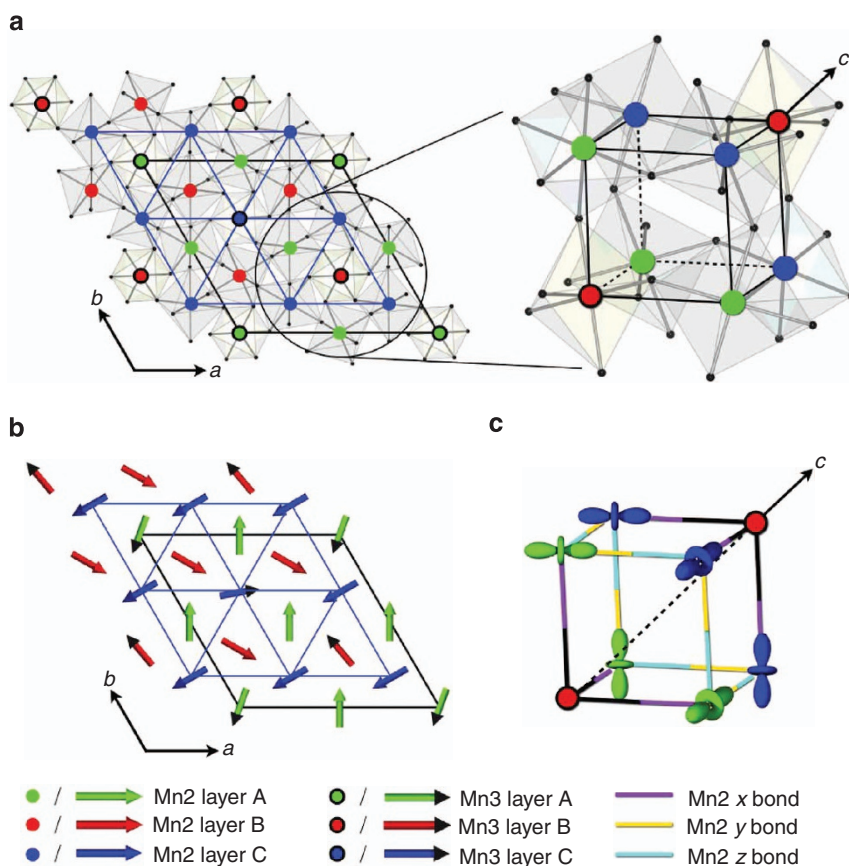 a
c
b
a
b
c
c
b
a
/ Mn2 layer A
/ Mn3 layer A
Mn2 x bond
/ Mn2 layer B
/ Mn3 layer B
Mn2 y bond
/ Mn2 layer C
/ Mn3 layer C
Mn2 z bond